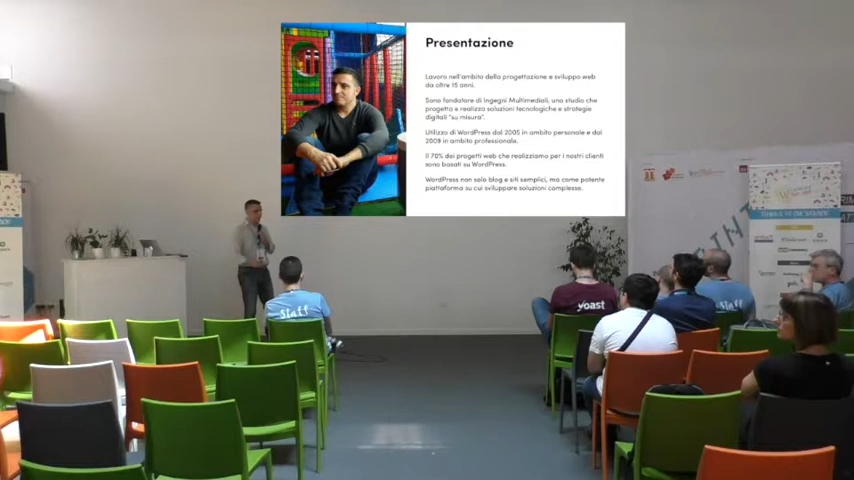 Presentazione
Lavoro nell'ambito della progettazione e sviluppo web
da oltre 15 anni.
Sono fondatore di Ingegni Multimediali, uno studio che
progetta e realizza soluzioni tecnologiche e strategie
digitali "su misura".
Utilizzo di WordPress dal 2005 in ambito personale e dal
2009 in ambito professionale.
Il 70% dei progetti web che realizziamo per i nostri clienti
sono basati su WordPress.
WordPress non solo blog e siti semplici, ma come potente
piattaforma su cui sviluppare soluzioni complesse.
Staff
yoast
Staff